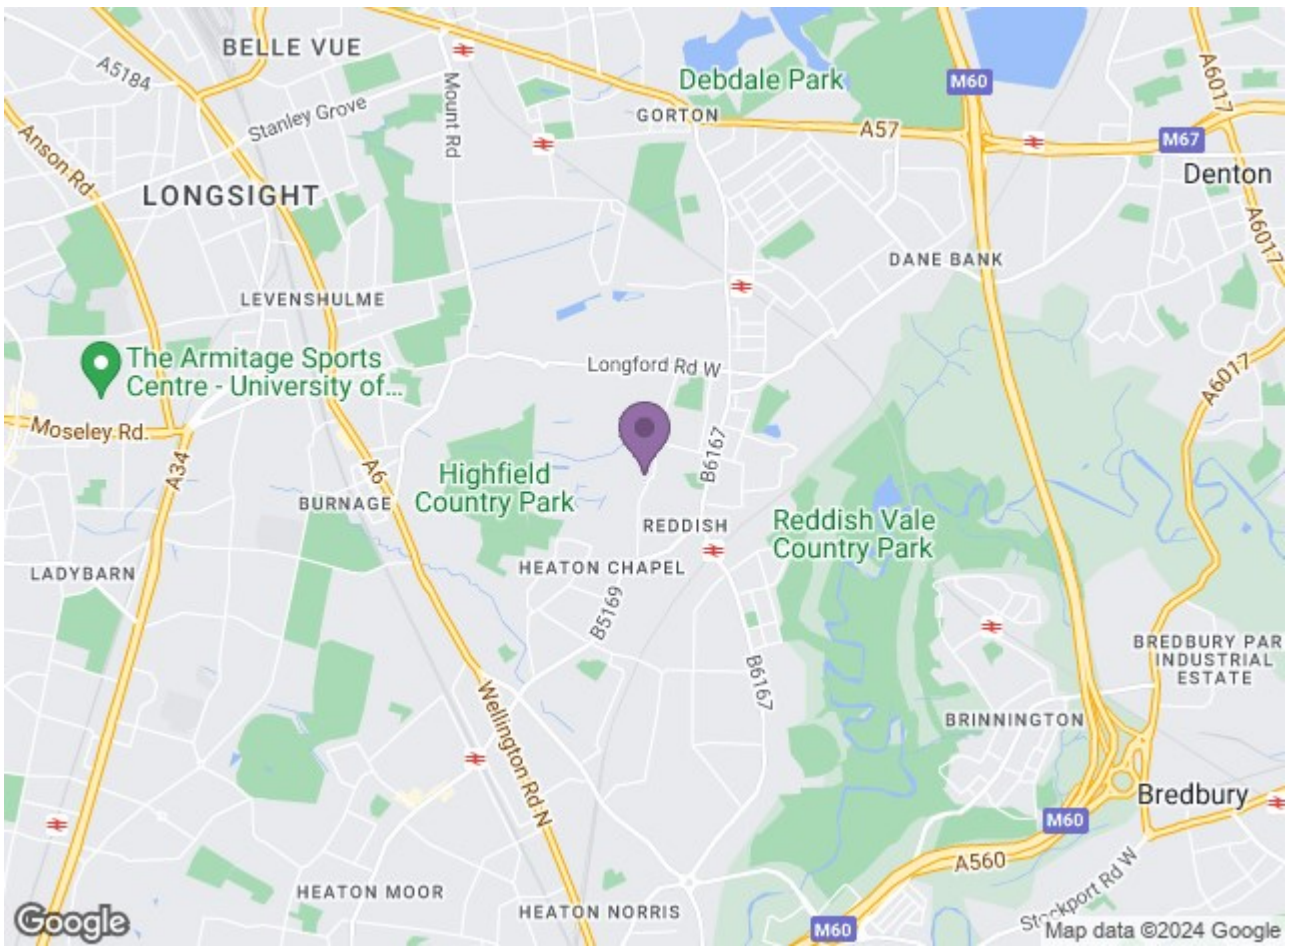 BELLE VUE
A5184
Stanley Grove
Mount Rd
Debdale Park
M60
A6017
GORTON
A57
M67
Anson Rd
Denton
LONGSIGHT
A6017
DANE BANK
LEVENSHULME
The Armitage Sports
Centre - University of...
Longford Rd W
A6017
Moseley Rd.
A34
A6
Highfield
Country Park
B6167
BURNAGE
REDDISH
Reddish Vale
Country Park
LADYBARN
HEATON CHAPEL
B5169
B6167
BREDBURY PAR
INDUSTRIAL
ESTATE
Wellington Rd N
BRINNINGTON
Bredbury
M60
A560
HEATON MOOR
HEATON NORRIS
Stockport Rd W
M60
Google
Map data ©2024 Google